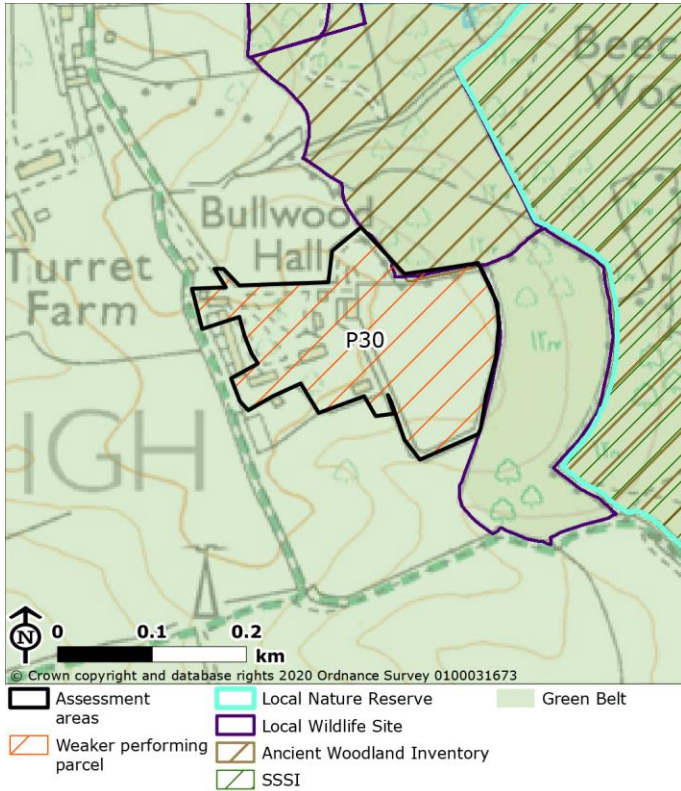 Beec
Woo
Bullwood
Hall
Turret
Farm
P30
IGH
N
0 0.1 0.2
km
© Crown copyright and database rights 2020 Ordnance Survey 0100031673
Assessment
areas
Weaker performing
parcel
Local Nature Reserve
Local Wildlife Site
Ancient Woodland Inventory
SSSI
Green Belt